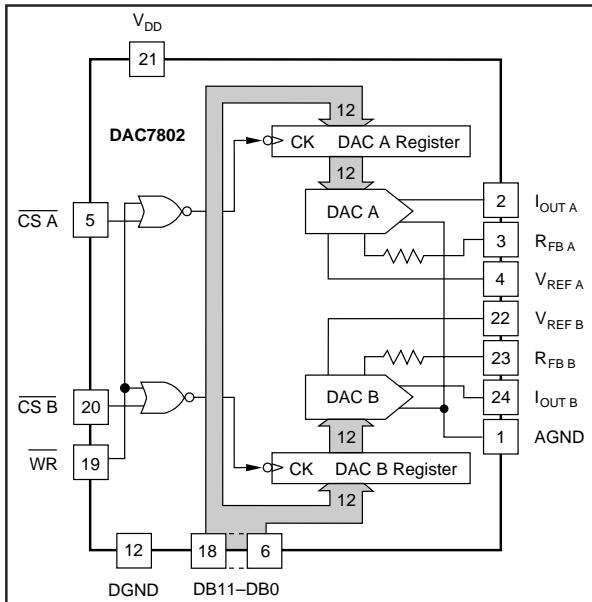 V_DD
21
DAC7802
12
CK DAC A Register
12
CS A
5
DAC A
2 I_OUT A
3 R_FB A
4 V_REF A
22 V_REF B
23 R_FB B
CS B
20
DAC B
24 I_OUT B
1 AGND
WR
19
12
CK DAC B Register
12
12
18
6
DGND
DB11–DB0